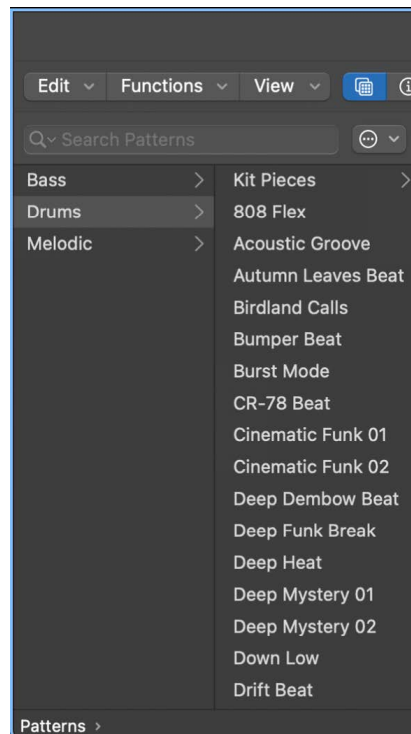 Edit Functions View
Search Patterns
Bass
Drums
Melodic
Kit Pieces
808 Flex
Acoustic Groove
Autumn Leaves Beat
Birdland Calls
Bumper Beat
Burst Mode
CR-78 Beat
Cinematic Funk 01
Cinematic Funk 02
Deep Dembow Beat
Deep Funk Break
Deep Heat
Deep Mystery 01
Deep Mystery 02
Down Low
Drift Beat
Patterns